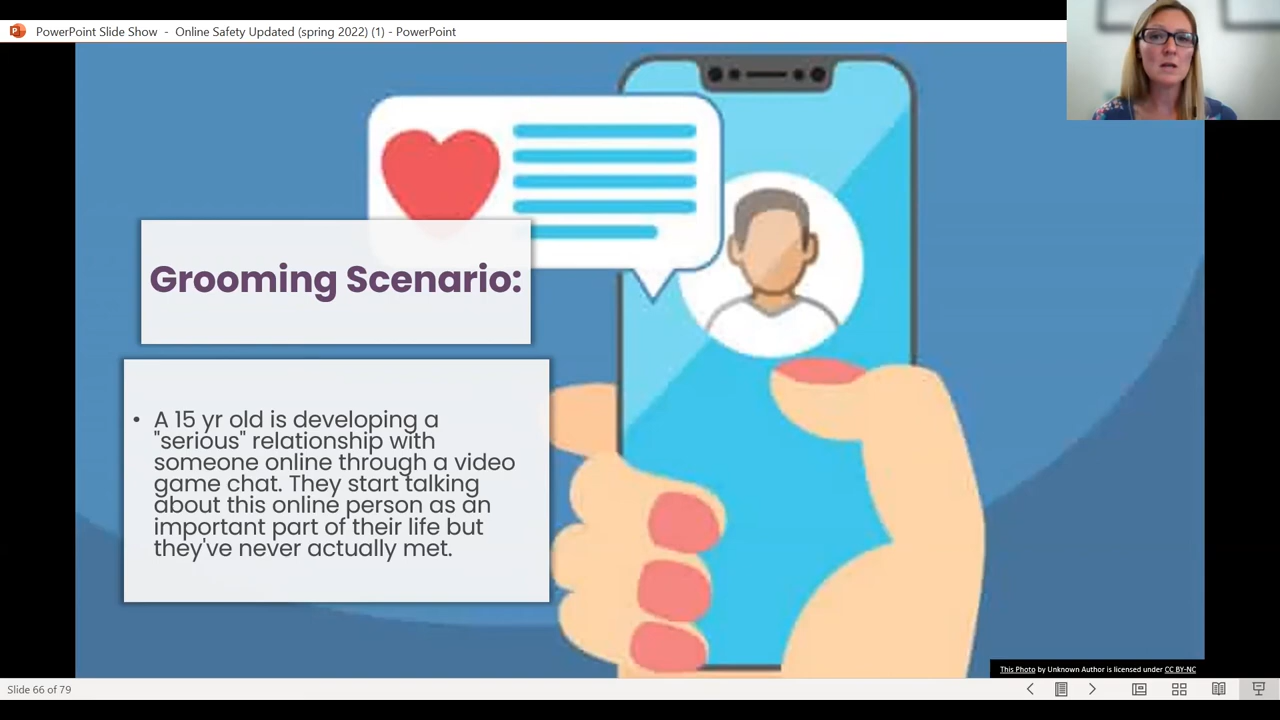 PowerPoint Slide Show - Online Safety Updated (spring 2022) (1) - PowerPoint
Grooming Scenario:
• A 15 yr old is developing a
"serious" relationship with
someone online through a video
game chat. They start talking
about this online person as an
important part of their life but
they've never actually met.
This Photo by Unknown Author is licensed under CC BY-NC
Slide 66 of 79